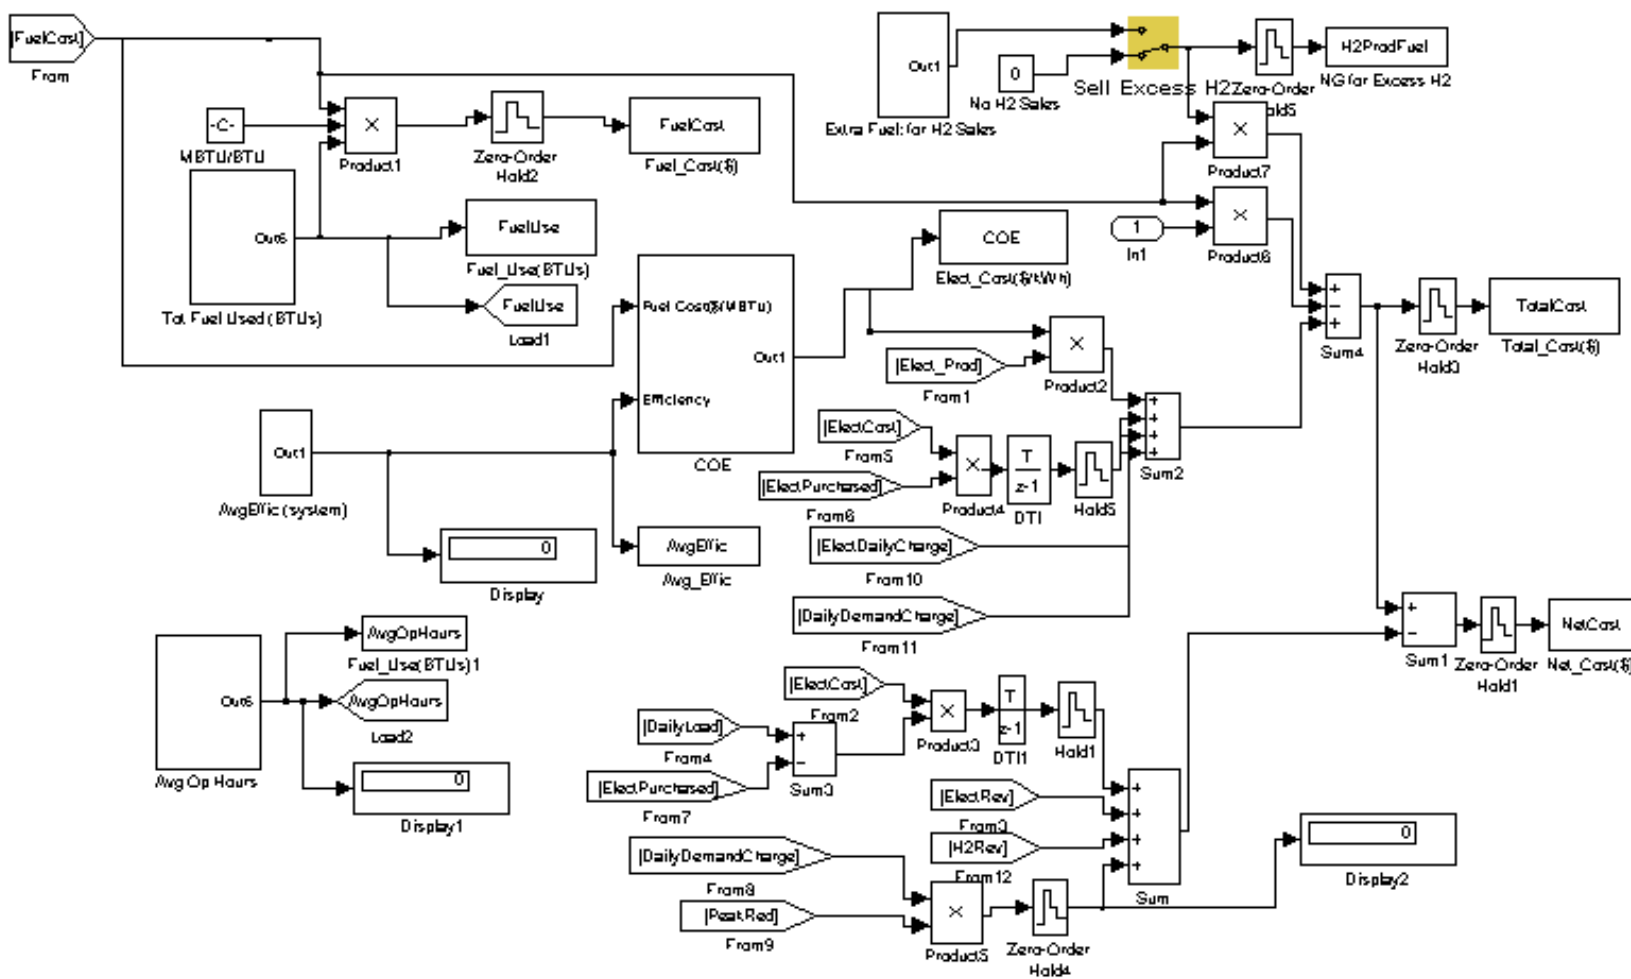 [FuelCost]
From
-C-
MBTU/BTU
×
Product1
Zero-Order
Hold2
FuelCost
Fuel_Cost($)
Out1
Extra Fuel: for H2 Sales
0
No H2 Sales
Sell Excess H2
Zero-Order
Hold5
H2ProdFuel
NG for Excess H2
×
Product7
×
Product6
1
In1
Out6
Tot Fuel Used (BTUs)
FuelUse
Fuel_Use(BTUs)
FuelUse
Load1
Fuel Cost($/MBTU)
Out1
Efficiency
COE
COE
Elect_Cost($/kWh)
×
Product2
[Elect_Prod]
From1
+
−
+
Sum4
Zero-Order
Hold3
TotalCost
Total_Cost($)
[ElectCost]
From5
[ElectPurchased]
From6
×
Product4
T
z-1
DTI
Hold5
+
+
+
+
Sum2
[ElectDailyCharge]
From10
[DailyDemandCharge]
From11
Out1
AvgEffic (system)
0
Display
AvgEffic
Avg_Effic
Out6
Avg Op Hours
AvgOpHours
Fuel_Use(BTUs)1
AvgOpHours
Load2
0
Display1
+
−
Sum1
Zero-Order
Hold1
NetCost
Net_Cost($)
[ElectCost]
From2
[DailyLoad]
From4
[ElectPurchased]
From7
+
−
Sum3
×
Product3
T
z-1
DTI1
Hold1
[ElectRev]
From3
[H2Rev]
From12
+
+
+
+
Sum
[DailyDemandCharge]
From8
[PeakRed]
From9
×
Product5
Zero-Order
Hold4
0
Display2